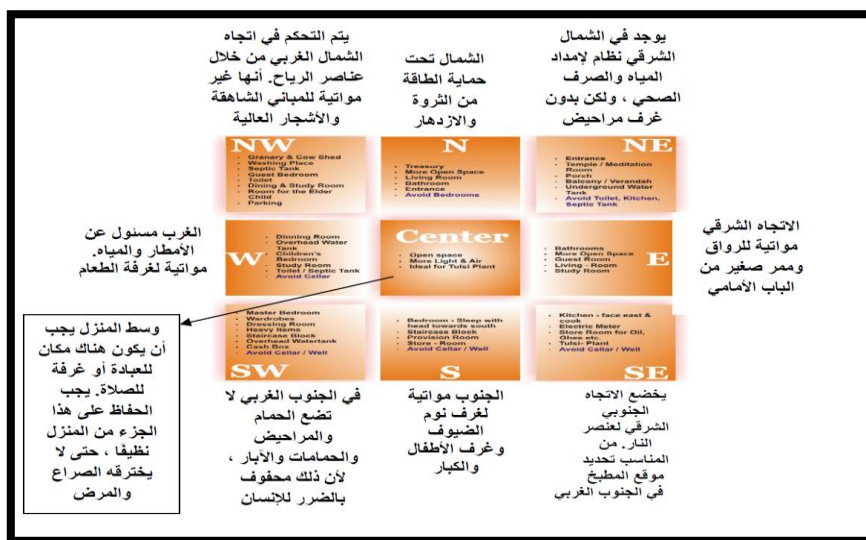 يوجد في الشمال
الشرقي نظام لإمداد
المياه والصرف
الصحي ، ولكن بدون
غرف مراحيض
الشمال تحت
حماية الطاقة
من الثروة
والازدهار
يتم التحكم في اتجاه
الشمال الغربي من خلال
عناصر الرياح. أنها غير
مواتية للمباني الشاهقة
والأشجار العالية
NW
- Granary & Cow Shed
- Washing Place
- Septic Tank
- Guest Bedroom
- Toilet
- Dining & Study Room
- Room for the Elder
Child
- Parking
N
- Treasury
- More Open Space
- Living Room
- Bathroom
- Entrance
- Avoid Bedrooms
NE
- Entrance
- Temple / Meditation
Room
- Porch
- Balcony / Verandah
- Underground Water
Tank
- Avoid Toilet, Kitchen,
Septic Tank
الغرب مسئول عن
الأمطار والمياه.
مواتية لغرفة الطعام
W
- Dinning Room
- Overhead Water
Tank
- Children's
Bedroom
- Study Room
- Toilet / Septic Tank
- Avoid Cellar
Center
- Open space
- More Light & Air
- Ideal for Tulsi Plant
E
- Bathrooms
- More Open Space
- Guest Room
- Living - Room
- Study Room
الاتجاه الشرقي
مواتية للرواق
وممر صغير من
الباب الأمامي
وسط المنزل يجب
أن يكون هناك مكان
للعبادة أو غرفة
للصلاة. يجب
الحفاظ على هذا
الجزء من المنزل
نظيفًا ، حتى لا
يخترقه الصراع
والمرض
- Master Bedroom
- Wardrobes
- Dressing Room
- Heavy Items
- Staircase Block
- Overhead Watertank
- Cash Box
- Avoid Cellar / Well
SW
- Bedroom - Sleep with
head towards south
- Staircase Block
- Provision Room
- Store - Room
- Avoid Cellar / Well
S
- Kitchen - face east &
cook
- Electric Meter
- Store Room for Oil,
Ghee etc.
- Tulsi- Plant
- Avoid Cellar / Well
SE
في الجنوب الغربي لا
تضع الحمام
والمراحيض
والحمامات والآبار ،
لأن ذلك محفوف
بالضرر للإنسان
الجنوب مواتية
لغرف نوم
الضيوف
وغرف الأطفال
والكبار
يخضع الاتجاه
الجنوبي
الشرقي لعنصر
النار. من
المناسب تحديد
موقع المطبخ
في الجنوب الغربي